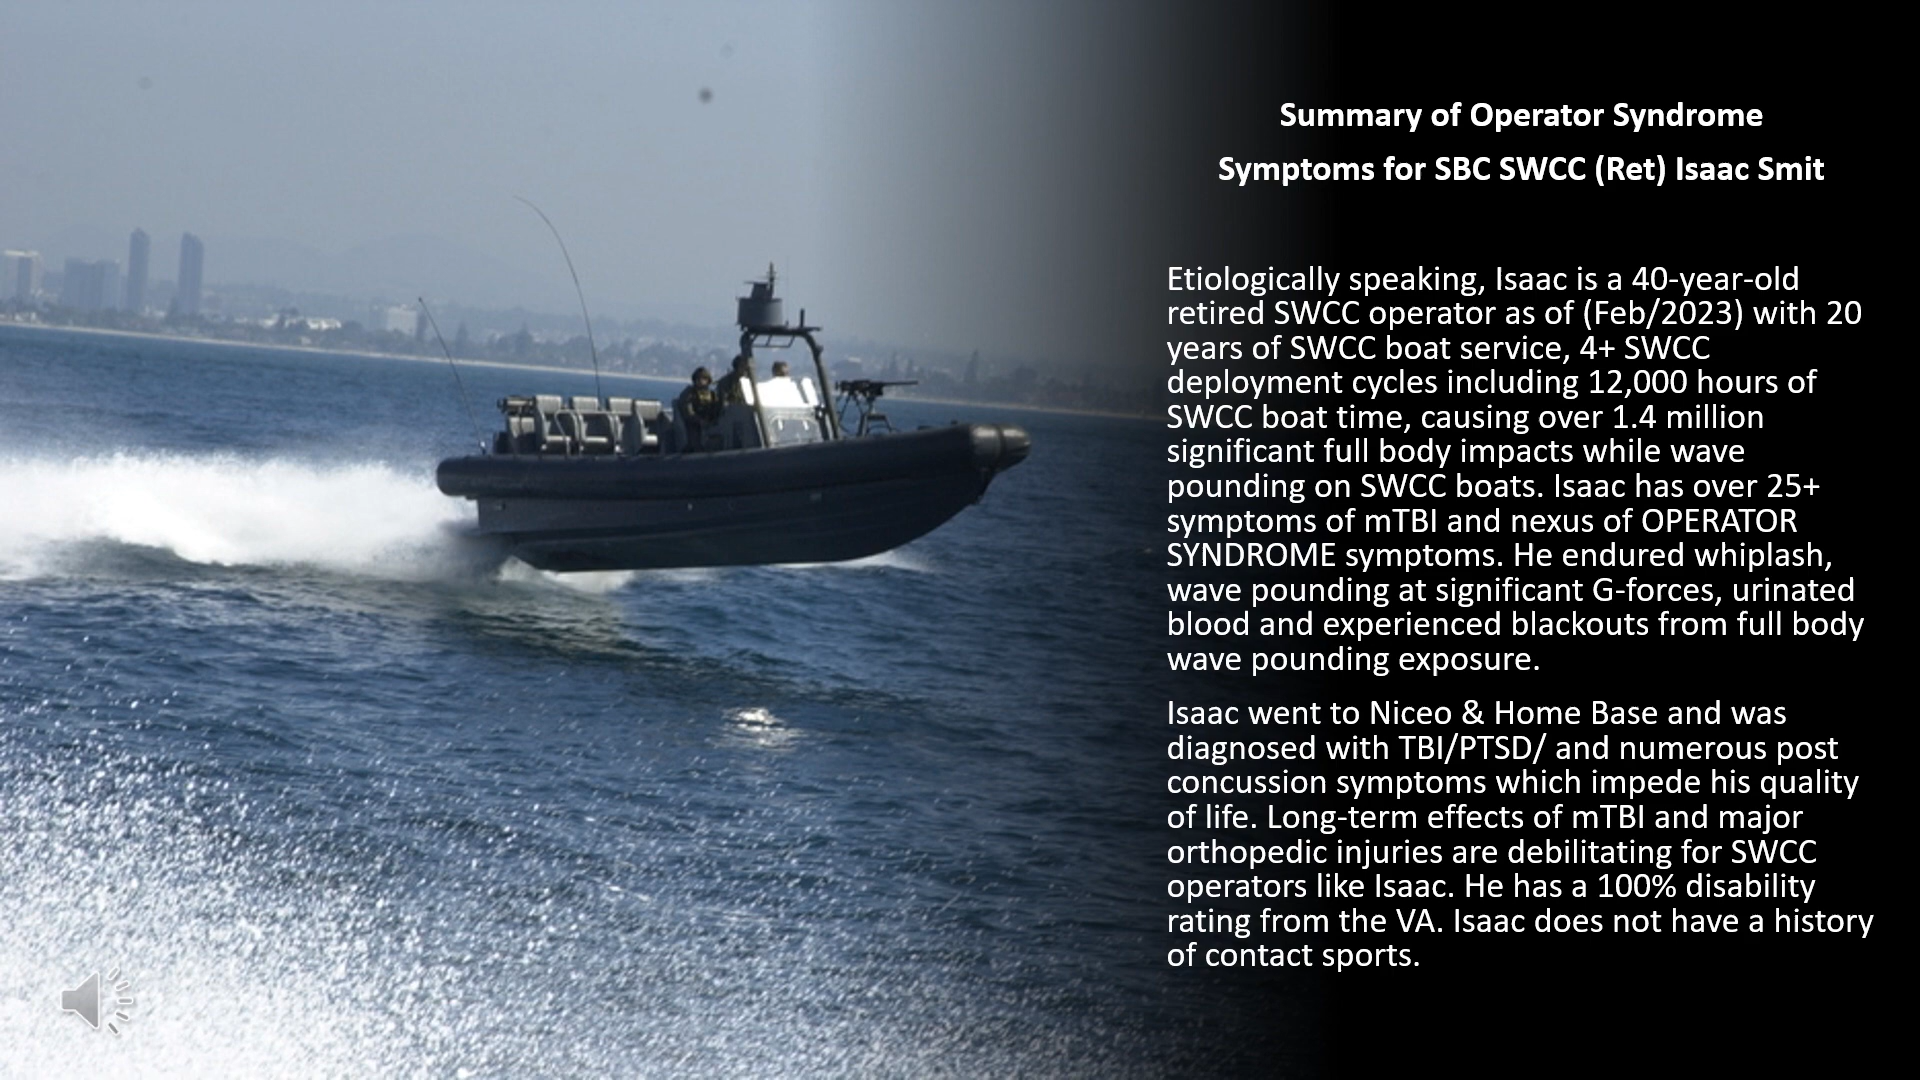 Summary of Operator Syndrome
Symptoms for SBC SWCC (Ret) Isaac Smit
Etiologically speaking, Isaac is a 40-year-old
retired SWCC operator as of (Feb/2023) with 20
years of SWCC boat service, 4+ SWCC
deployment cycles including 12,000 hours of
SWCC boat time, causing over 1.4 million
significant full body impacts while wave
pounding on SWCC boats. Isaac has over 25+
symptoms of mTBI and nexus of OPERATOR
SYNDROME symptoms. He endured whiplash,
wave pounding at significant G-forces, urinated
blood and experienced blackouts from full body
wave pounding exposure.
Isaac went to Niceo & Home Base and was
diagnosed with TBI/PTSD/ and numerous post
concussion symptoms which impede his quality
of life. Long-term effects of mTBI and major
orthopedic injuries are debilitating for SWCC
operators like Isaac. He has a 100% disability
rating from the VA. Isaac does not have a history
of contact sports.